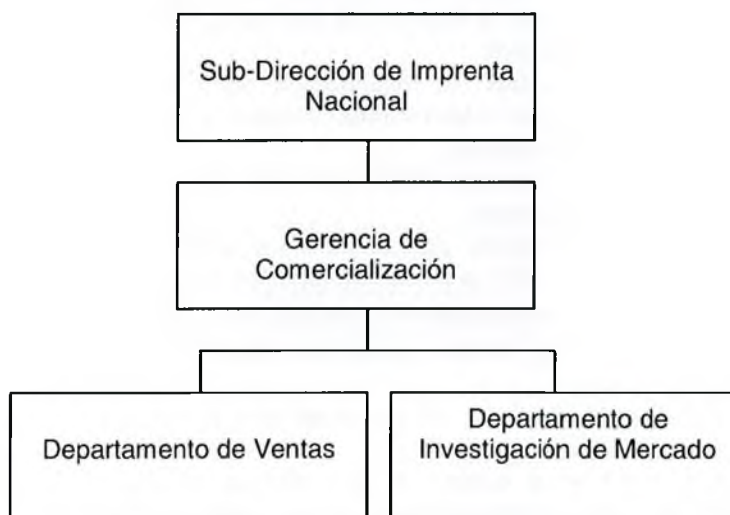 Sub-Dirección de Imprenta
Nacional
Gerencia de
Comercialización
Departamento de Ventas
Departamento de
Investigación de Mercado